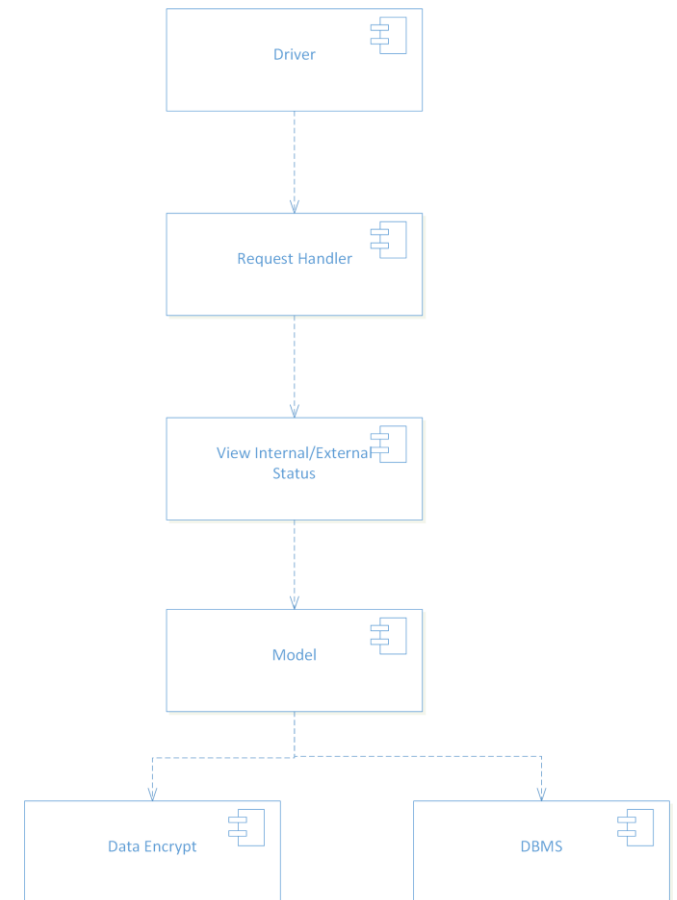 Driver
Request Handler
View Internal/External
Status
Model
Data Encrypt
DBMS